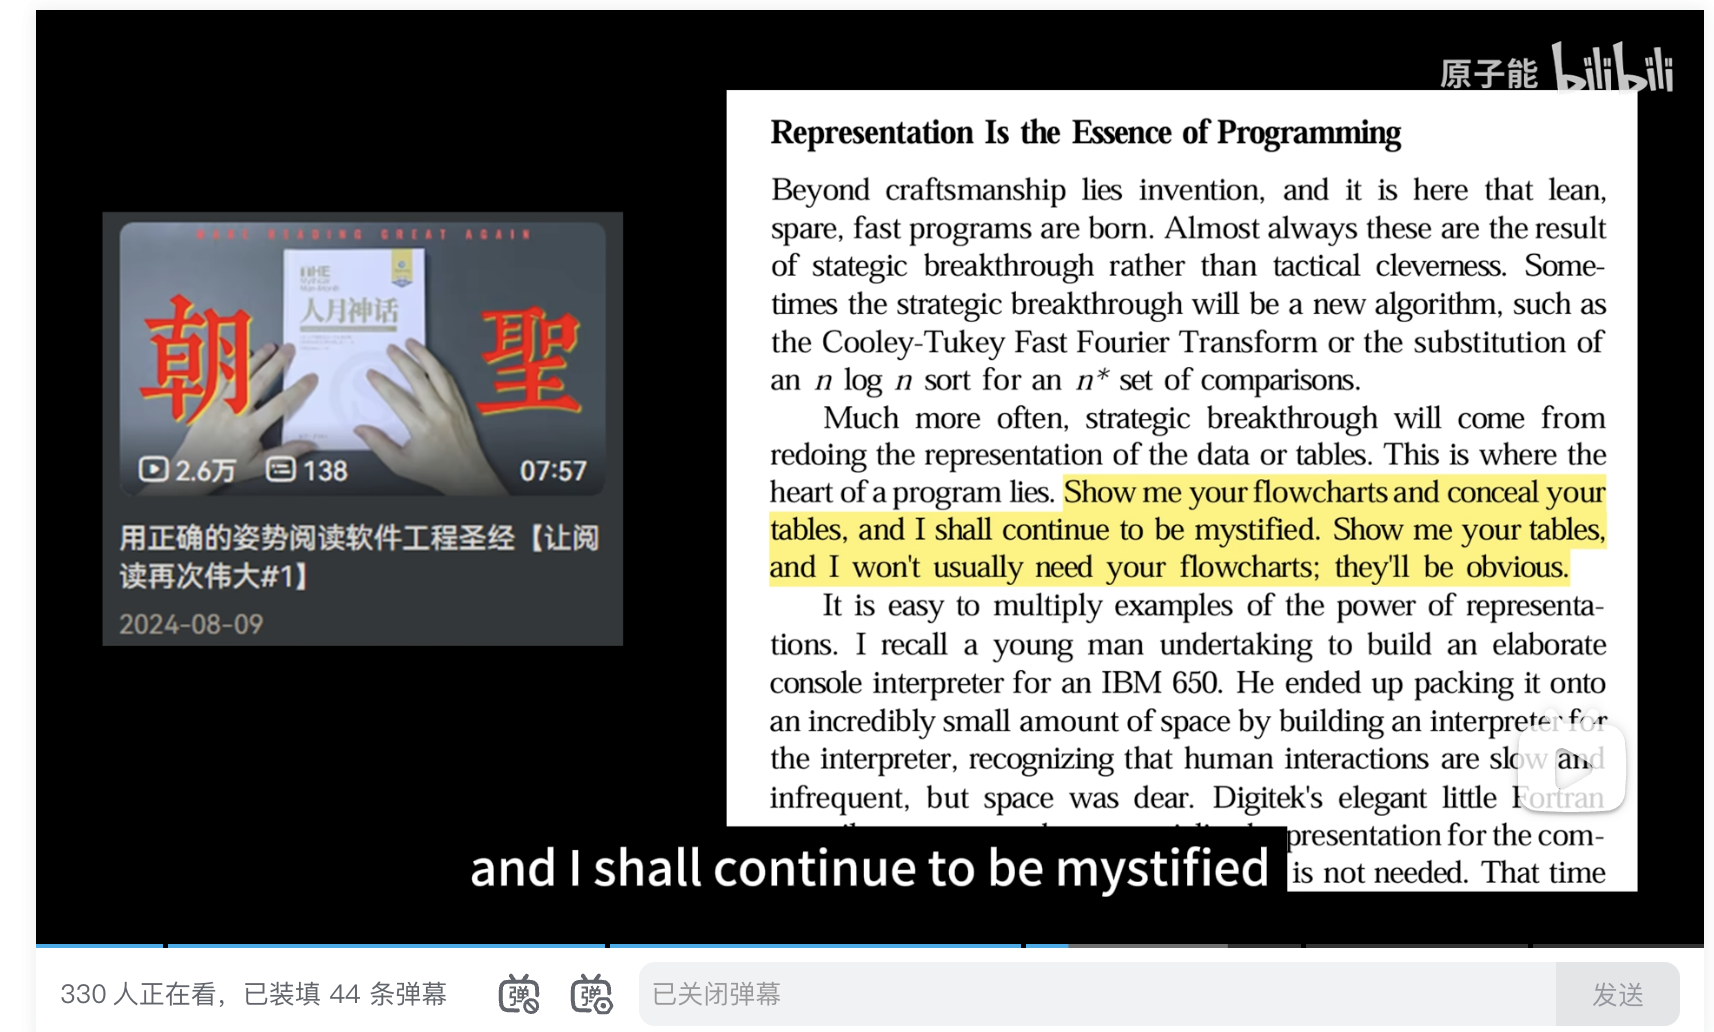 原子能 bilibili
MAKE READING GREAT AGAIN
THE
人月神话
朝 聖
2.6万 138 07:57
用正确的姿势阅读软件工程圣经【让阅
读再次伟大#1】
2024-08-09
Representation Is the Essence of Programming
Beyond craftsmanship lies invention, and it is here that lean,
spare, fast programs are born. Almost always these are the result
of stategic breakthrough rather than tactical cleverness. Some-
times the strategic breakthrough will be a new algorithm, such as
the Cooley-Tukey Fast Fourier Transform or the substitution of
an n log n sort for an n* set of comparisons.
Much more often, strategic breakthrough will come from
redoing the representation of the data or tables. This is where the
heart of a program lies. Show me your flowcharts and conceal your
tables, and I shall continue to be mystified. Show me your tables,
and I won't usually need your flowcharts; they'll be obvious.
It is easy to multiply examples of the power of representa-
tions. I recall a young man undertaking to build an elaborate
console interpreter for an IBM 650. He ended up packing it onto
an incredibly small amount of space by building an interpreter for
the interpreter, recognizing that human interactions are slow and
infrequent, but space was dear. Digitek's elegant little Fortran
presentation for the com-
is not needed. That time
and I shall continue to be mystified
330 人正在看，已装填 44 条弹幕
弹 弹 已关闭弹幕 发送